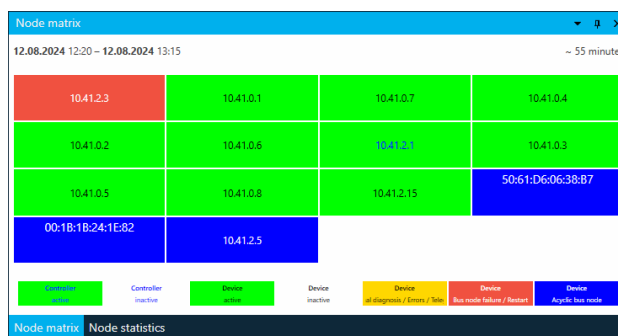 Node matrix
12.08.2024 12:20 – 12.08.2024 13:15 ~ 55 minute
10.41.2.3 10.41.0.1 10.41.0.7 10.41.0.4
10.41.0.2 10.41.0.6 10.41.2.1 10.41.0.3
10.41.0.5 10.41.0.8 10.41.2.15 50:61:D6:06:38:B7
00:1B:1B:24:1E:82 10.41.2.5
Controller Controller Device Device Device Device Device
active inactive active inactive al diagnosis / Errors / Tele Bus node failure / Restart Acyclic bus node
Node matrix Node statistics